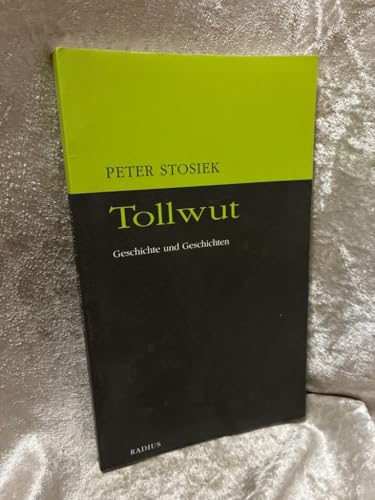 PETER STOSIEK
Tollwut
Geschichte und Geschichten
RADIUS